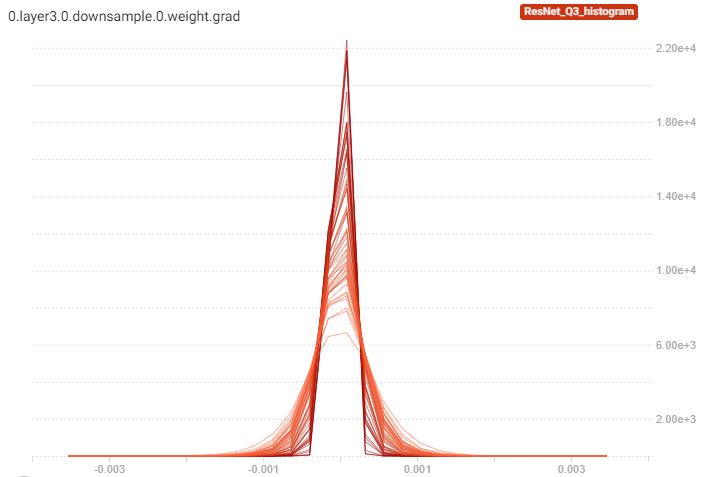 0.layer3.0.downsample.0.weight.grad
ResNet_Q3_histogram
2.20e+4
1.80e+4
1.40e+4
1.00e+4
6.00e+3
2.00e+3
-0.003 -0.001 0.001 0.003